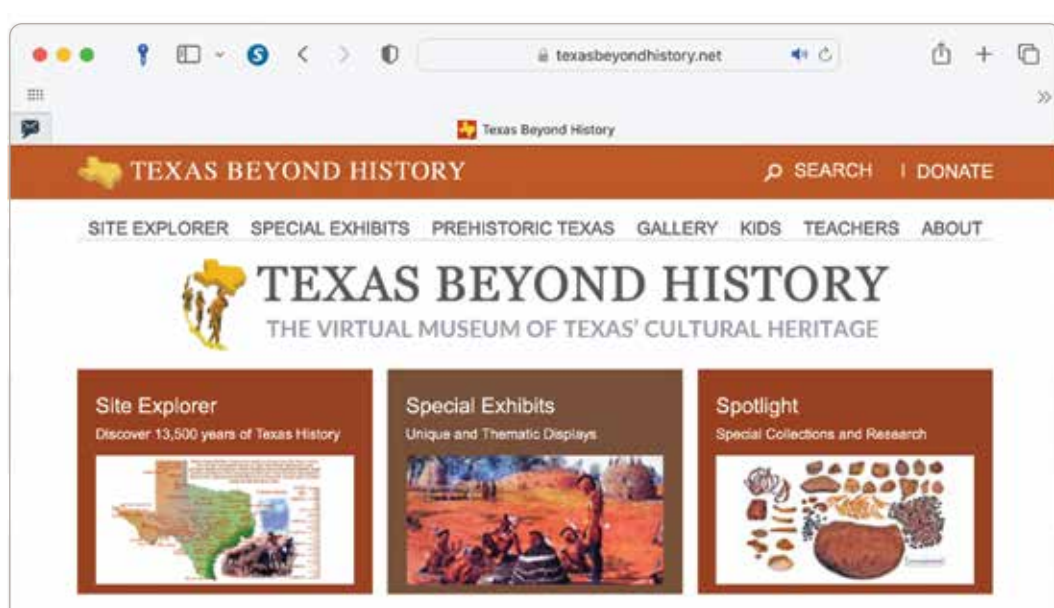 texasbeyondhistory.net
Texas Beyond History
TEXAS BEYOND HISTORY
SEARCH | DONATE
SITE EXPLORER SPECIAL EXHIBITS PREHISTORIC TEXAS GALLERY KIDS TEACHERS ABOUT
TEXAS BEYOND HISTORY
THE VIRTUAL MUSEUM OF TEXAS' CULTURAL HERITAGE
Site Explorer
Discover 13,500 years of Texas History
Special Exhibits
Unique and Thematic Displays
Spotlight
Special Collections and Research